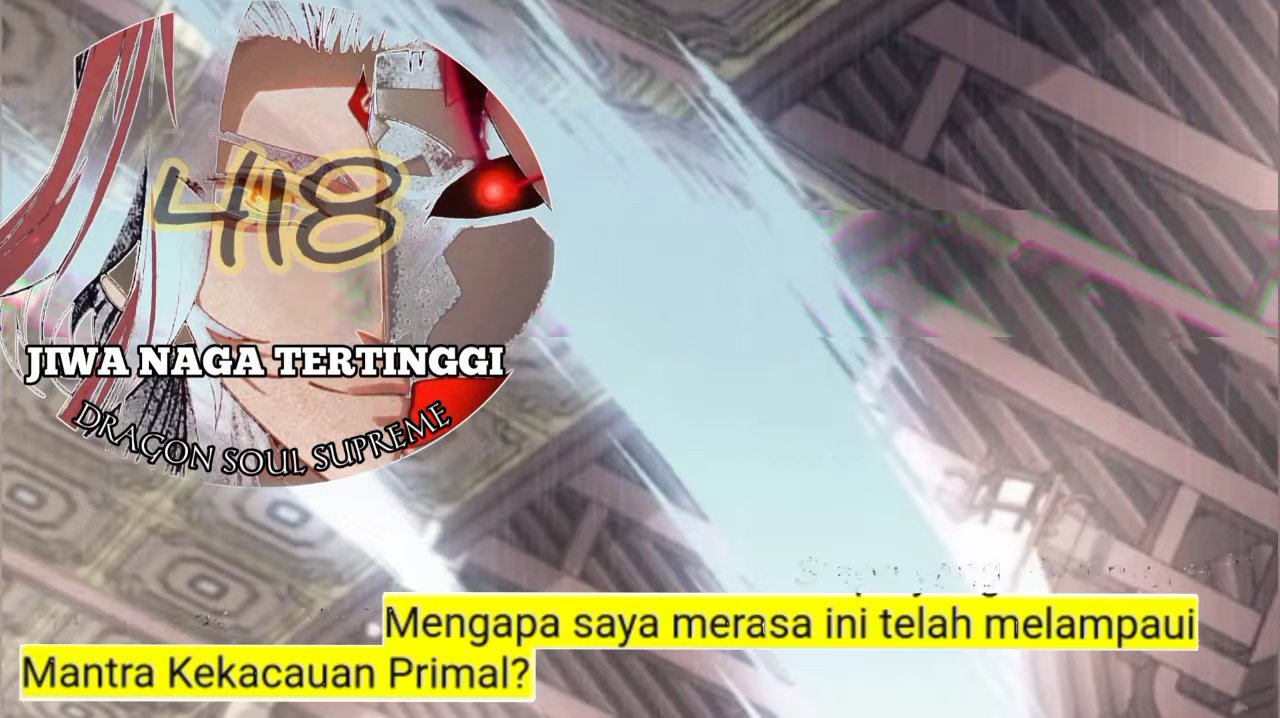 418
JIWA NAGA TERTINGGI
DRAGON SOUL SUPREME
Mengapa saya merasa ini telah melampaui
Mantra Kekacauan Primal?